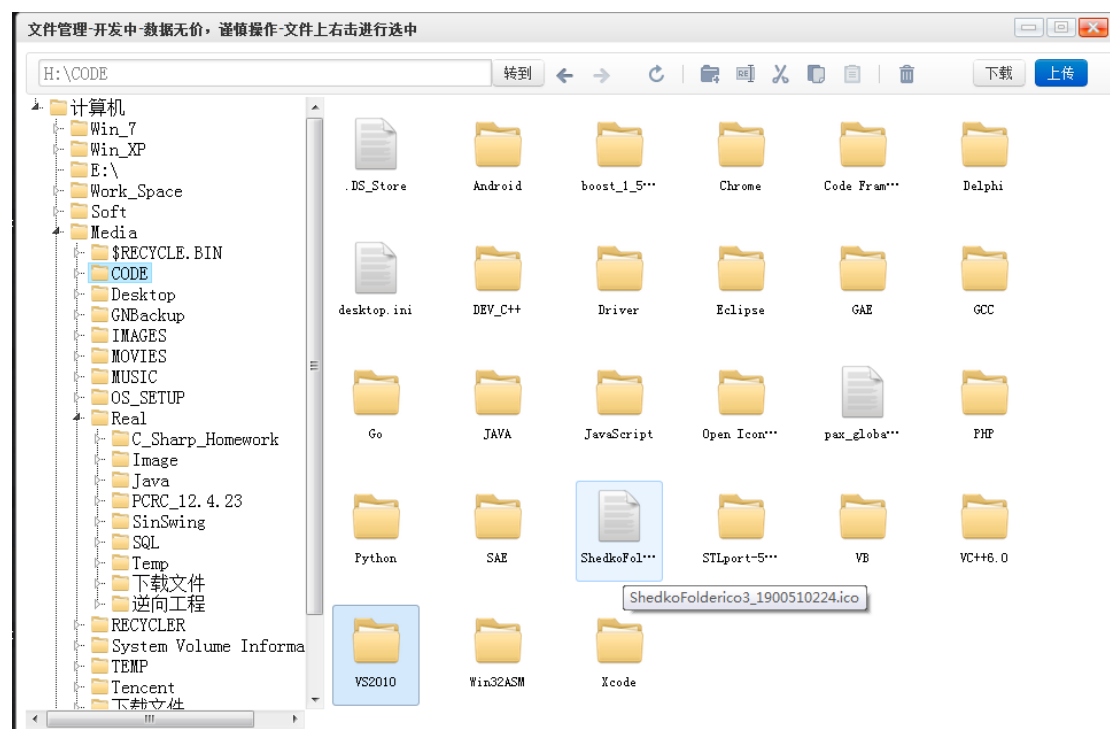 文件管理-开发中-数据无价，谨慎操作-文件上右击进行选中
H:\CODE 转到 REI 下载 上传
计算机
Win_7
Win_XP
E:\
Work_Space
Soft
Media
$RECYCLE.BIN
CODE
Desktop
GNBackup
IMAGES
MOVIES
MUSIC
OS_SETUP
Real
C_Sharp_Homework
Image
Java
PCRC_12.4.23
SinSwing
SQL
Temp
下载文件
逆向工程
RECYCLER
System Volume Informa
TEMP
Tencent
下载文件
.DS_Store Android boost_1_5… Chrome Code Fram… Delphi
desktop.ini DEV_C++ Driver Eclipse GAE GCC
Go JAVA JavaScript Open Icon… pax_globa… PHP
Python SAE ShedkoFol… STLport-5… VB VC++6.0
ShedkoFolderico3_1900510224.ico
VS2010 Win32ASM Xcode